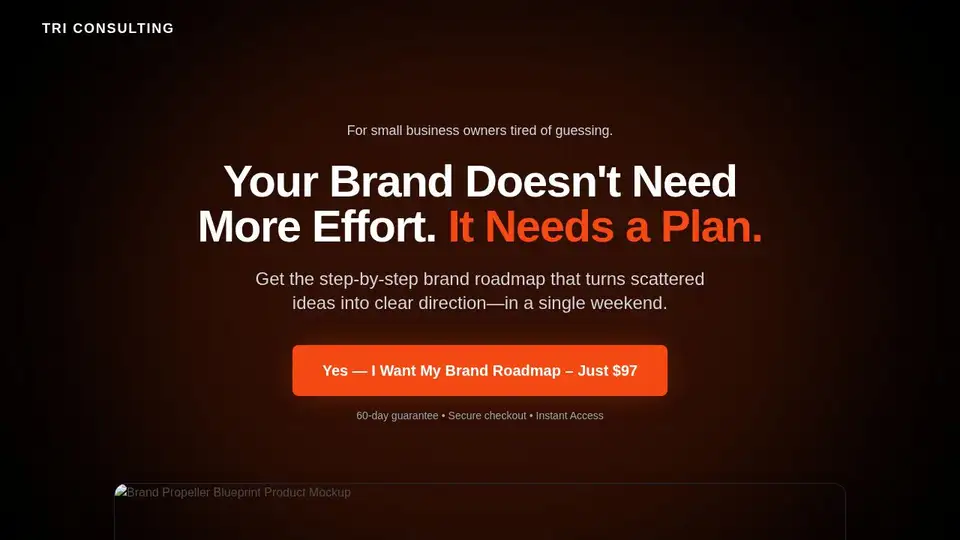 TRI CONSULTING
For small business owners tired of guessing.
Your Brand Doesn't Need
More Effort. It Needs a Plan.
Get the step-by-step brand roadmap that turns scattered
ideas into clear direction—in a single weekend.
Yes — I Want My Brand Roadmap – Just $97
60-day guarantee • Secure checkout • Instant Access
Brand Propeller Blueprint Product Mockup